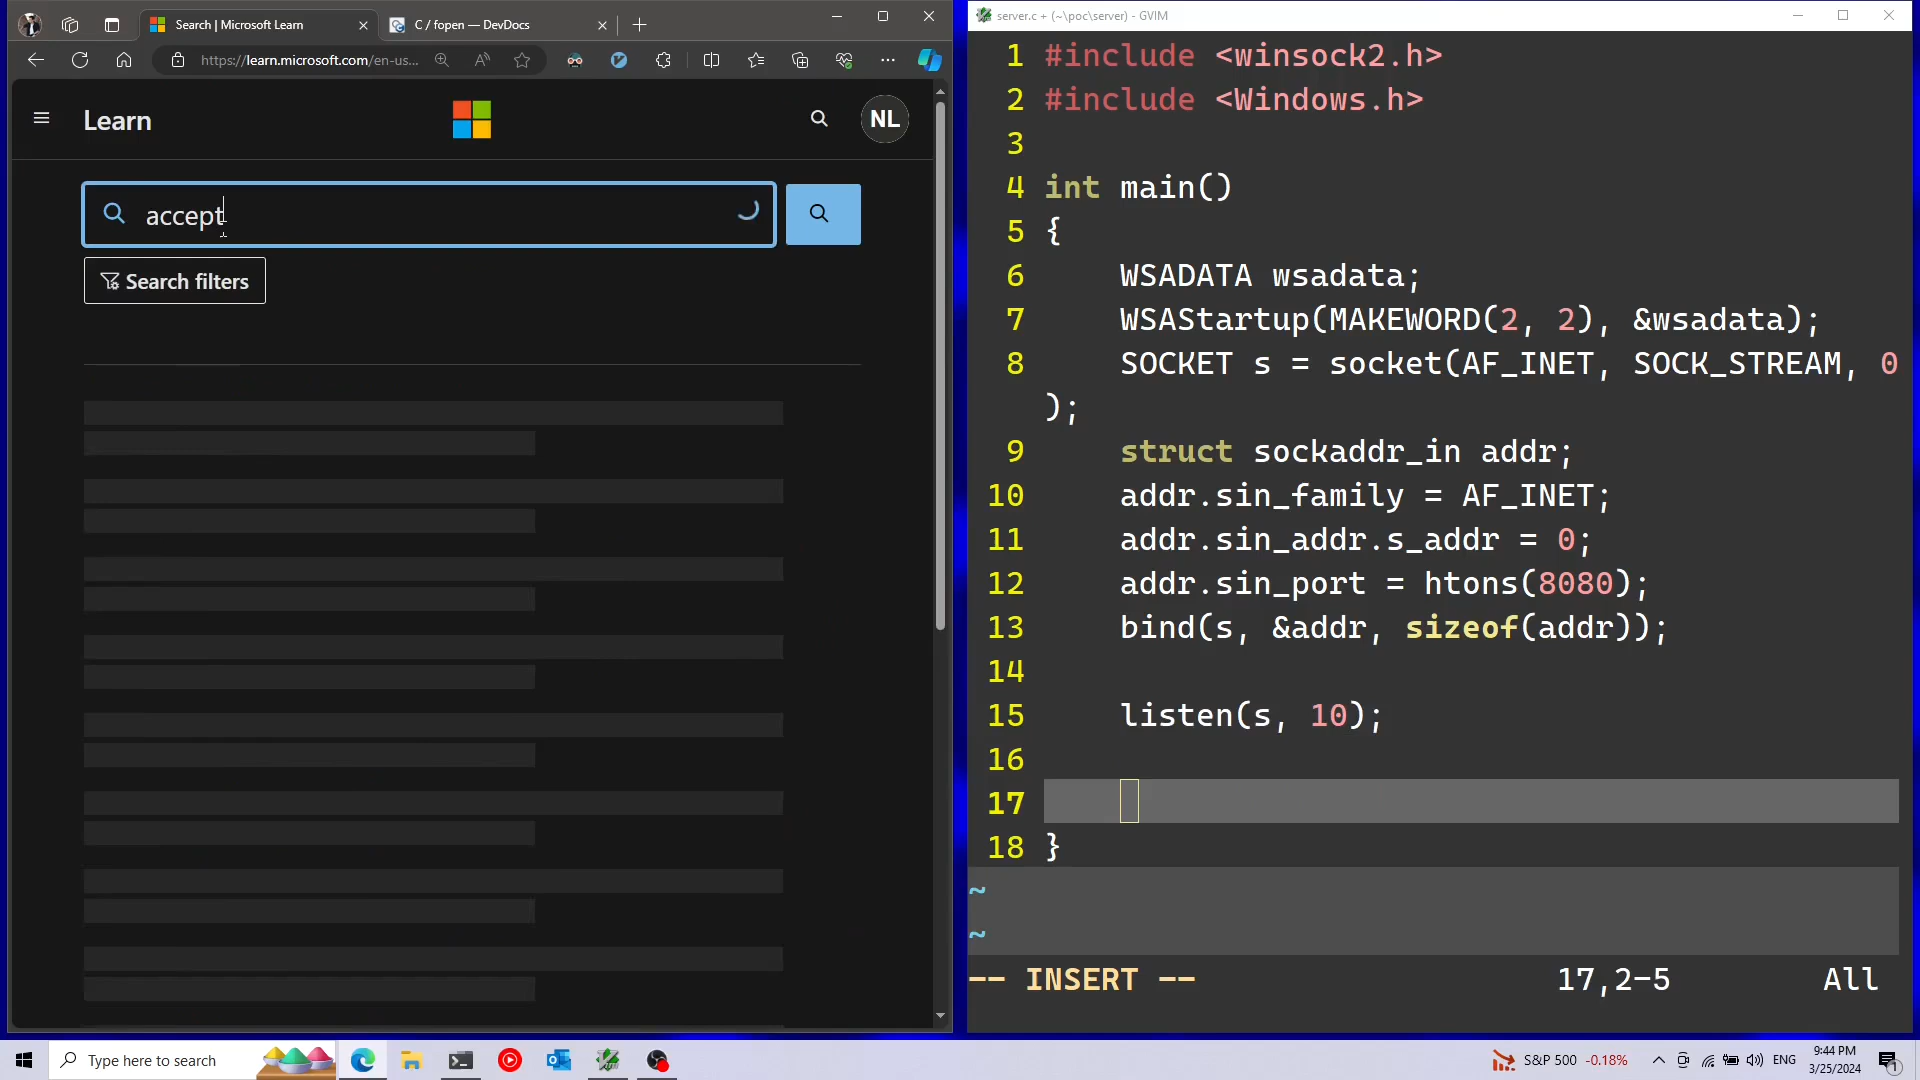 Search | Microsoft Learn
C / fopen — DevDocs
https://learn.microsoft.com/en-us...
Learn
NL
accept
Search filters
server.c + (~\poc\server) - GVIM
1 #include <winsock2.h>
2 #include <Windows.h>
3
4 int main()
5 {
6 WSADATA wsadata;
7 WSAStartup(MAKEWORD(2, 2), &wsadata);
8 SOCKET s = socket(AF_INET, SOCK_STREAM, 0
);
9 struct sockaddr_in addr;
10 addr.sin_family = AF_INET;
11 addr.sin_addr.s_addr = 0;
12 addr.sin_port = htons(8080);
13 bind(s, &addr, sizeof(addr));
14
15 listen(s, 10);
16
17
18 }
~
~
-- INSERT -- 17,2-5 All
Type here to search
S&P 500 -0.18%
ENG
9:44 PM
3/25/2024
1